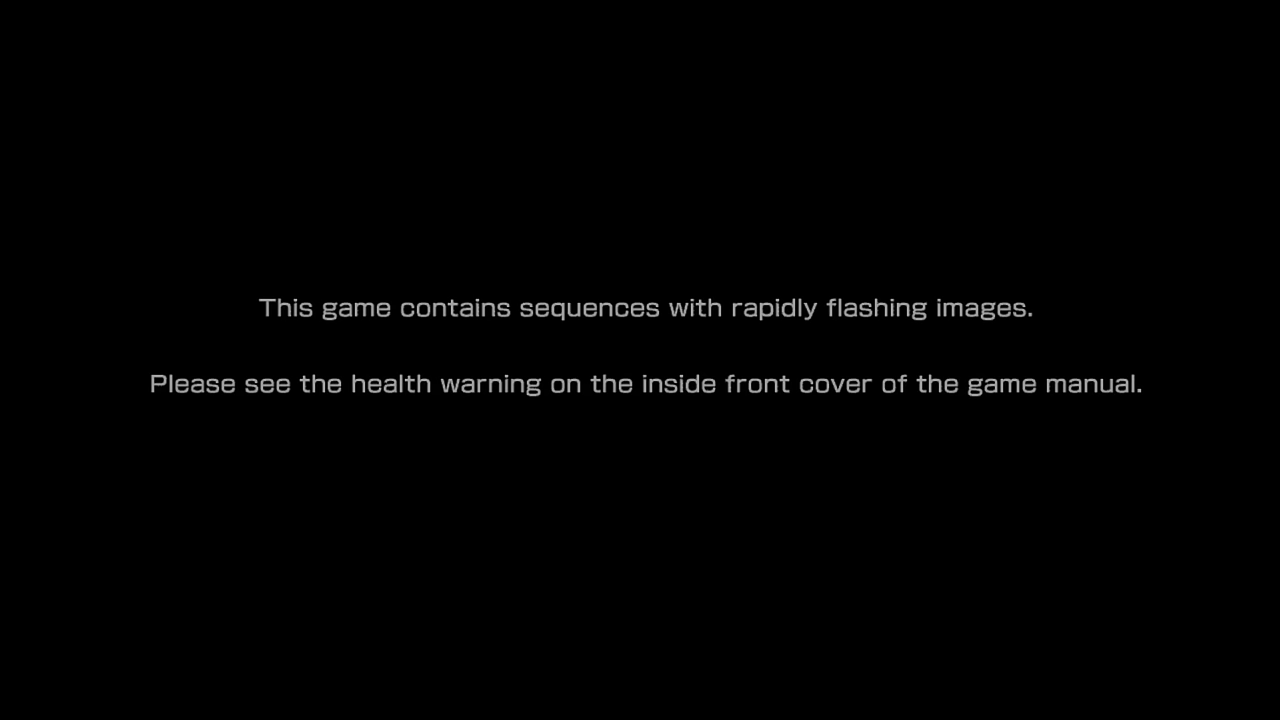 This game contains sequences with rapidly flashing images.
Please see the health warning on the inside front cover of the game manual.